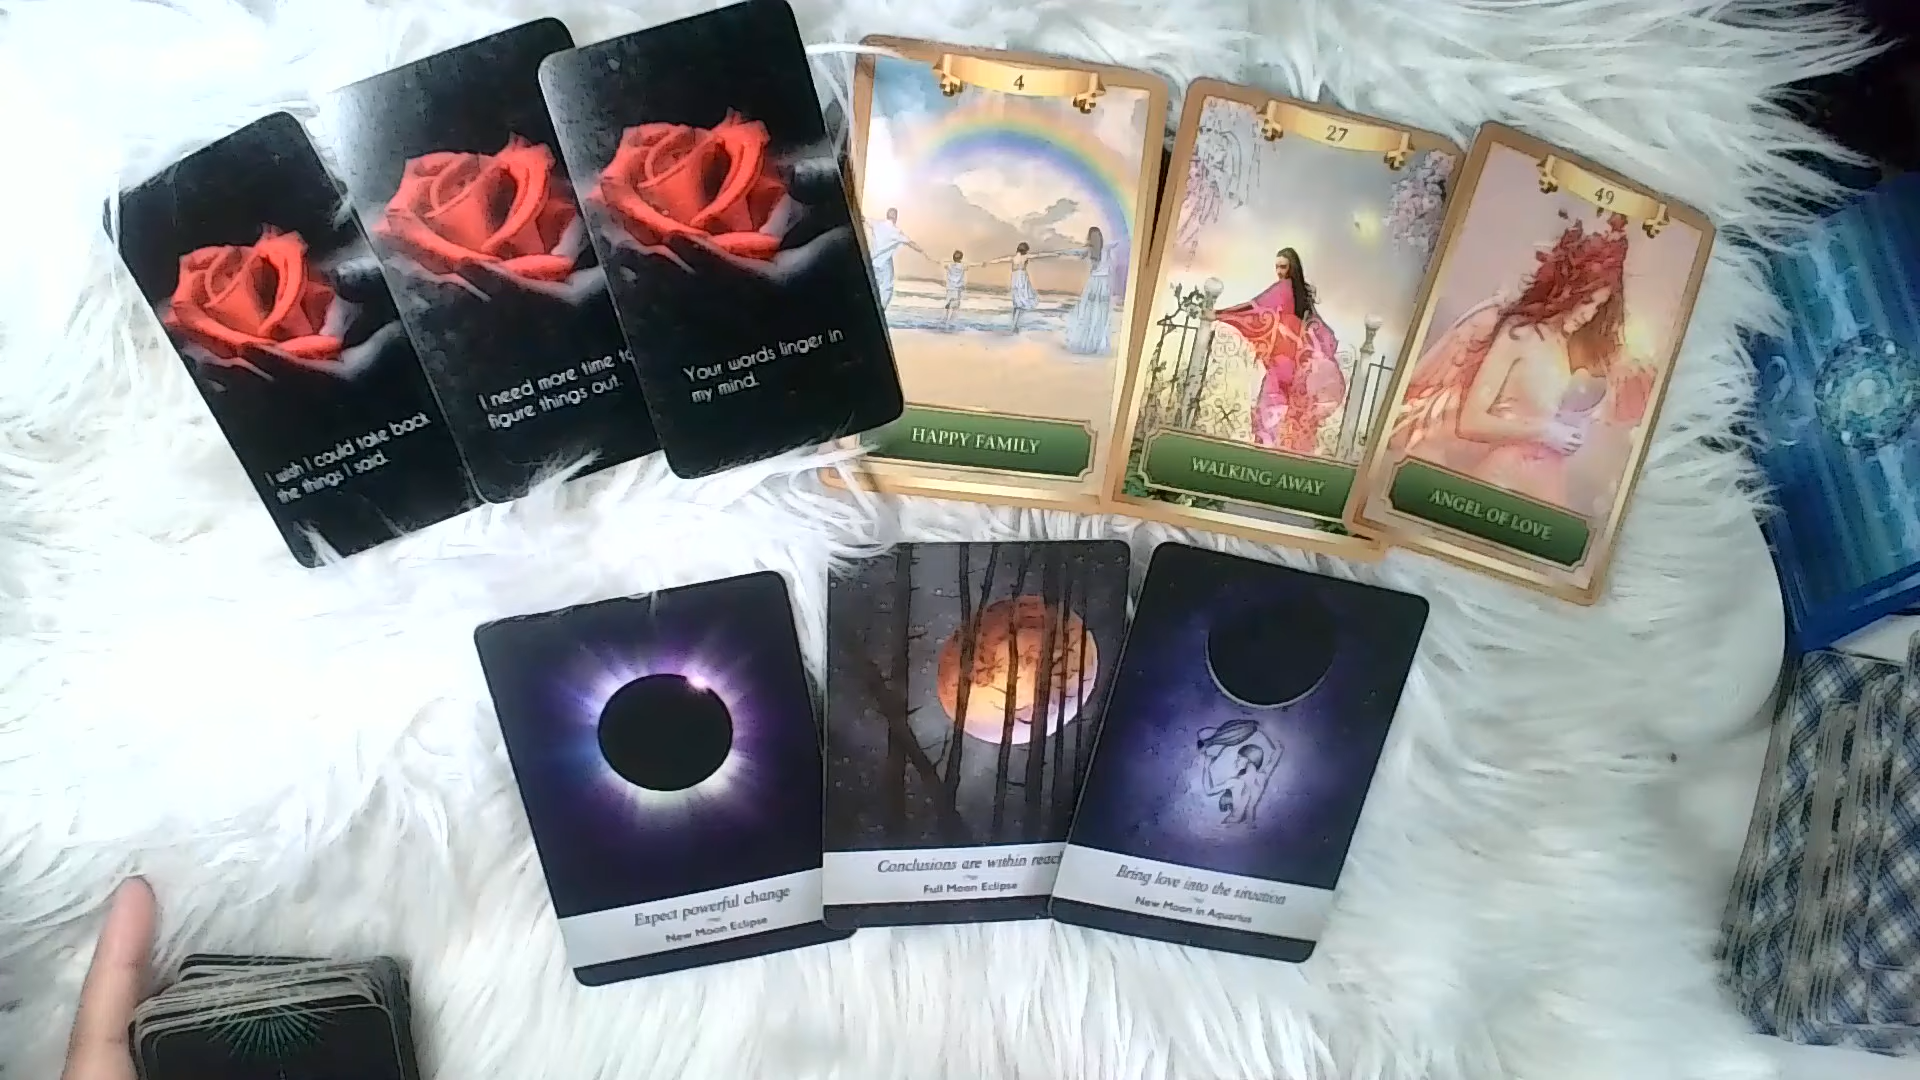 I wish I could take back
the things I said.
I need more time to
figure things out.
Your words linger in
my mind.
4
HAPPY FAMILY
27
WALKING AWAY
49
ANGEL OF LOVE
Expect powerful change
New Moon Eclipse
Conclusions are within reach
Full Moon Eclipse
Bring love into the situation
New Moon in Aquarius